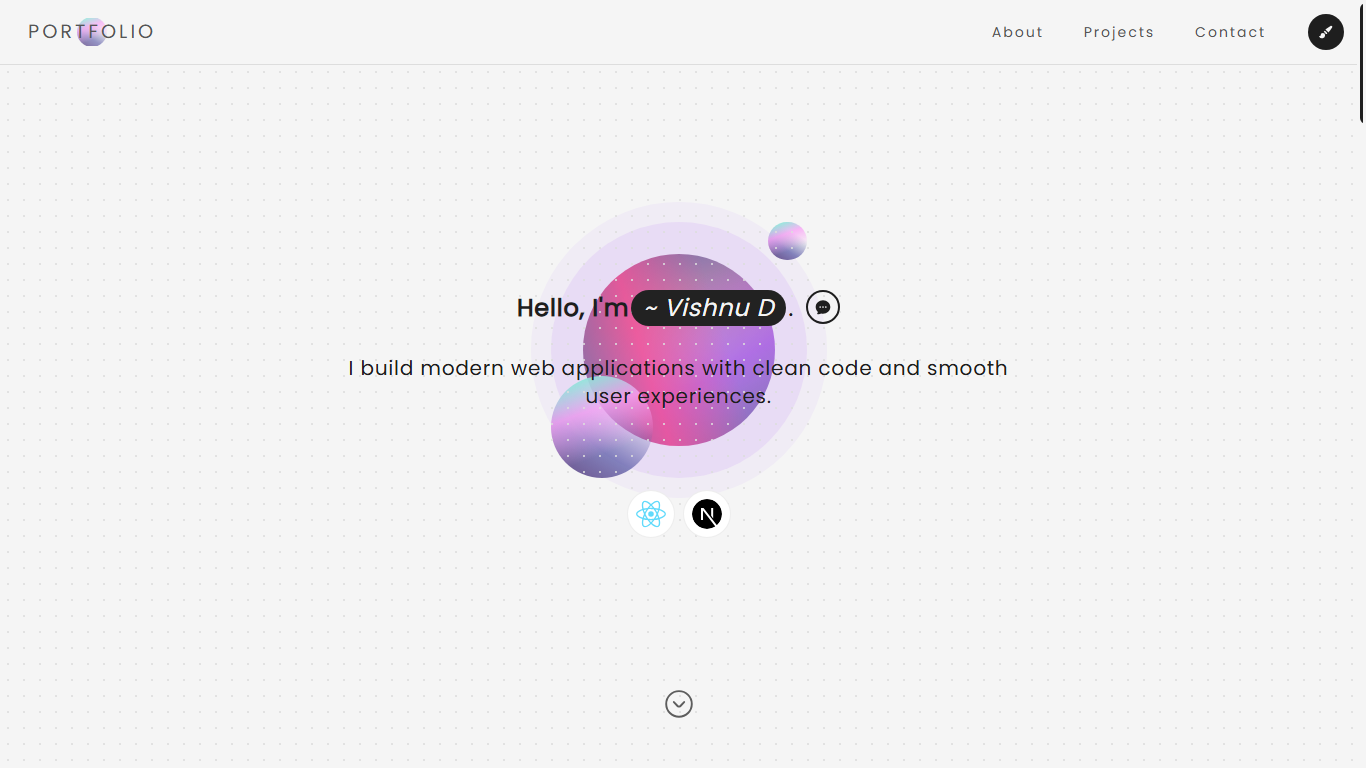 PORTFOLIO
About Projects Contact
Hello, I'm ~ Vishnu D .
I build modern web applications with clean code and smooth
user experiences.